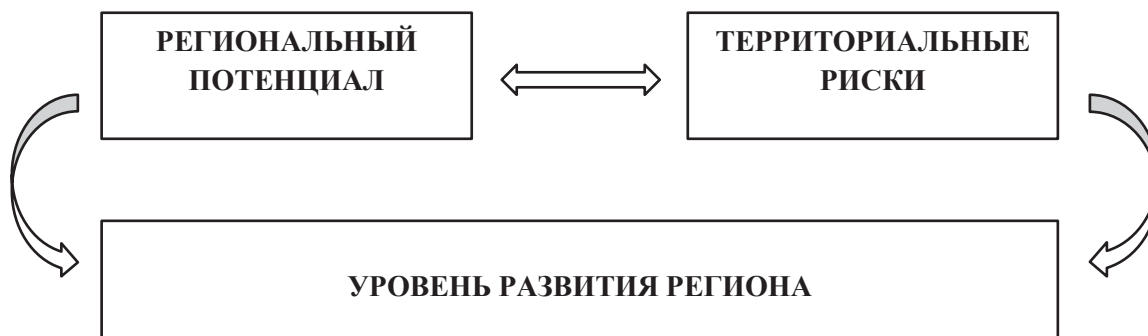 РЕГИОНАЛЬНЫЙ
ПОТЕНЦИАЛ
ТЕРРИТОРИАЛЬНЫЕ
РИСКИ
УРОВЕНЬ РАЗВИТИЯ РЕГИОНА